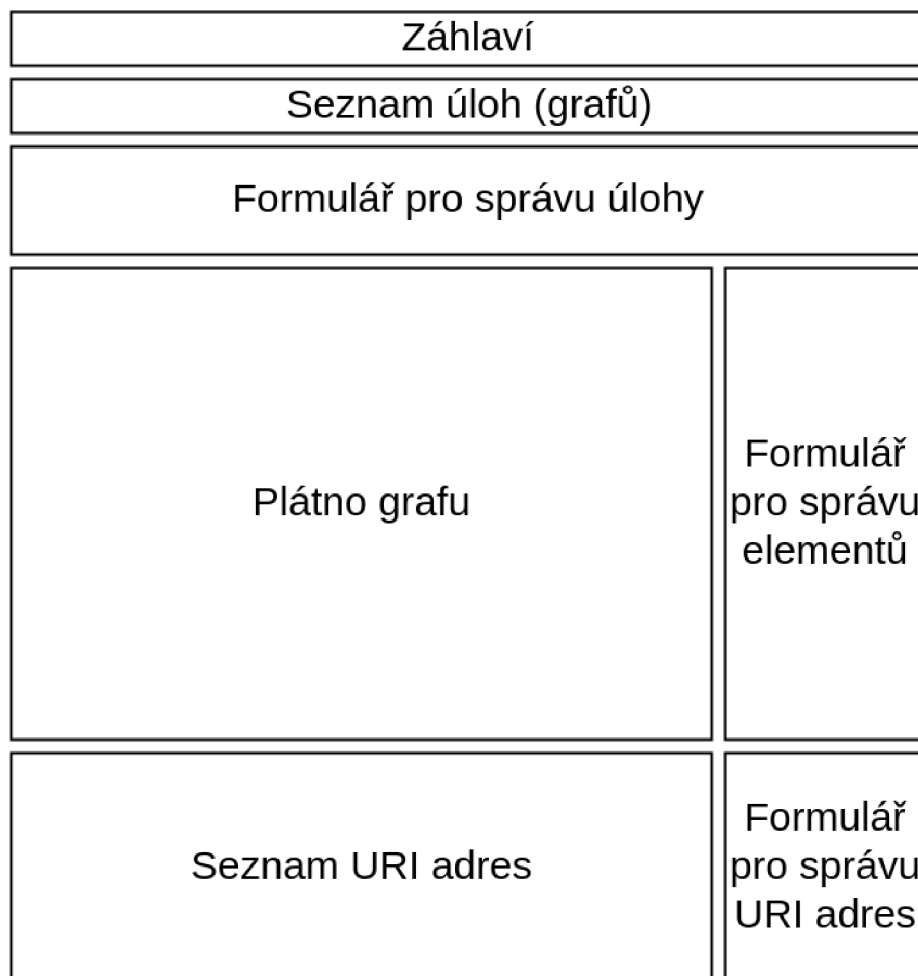 Záhlaví
Seznam úloh (grafů)
Formulář pro správu úlohy
Plátno grafu
Formulář
pro správu
elementů
Seznam URI adres
Formulář
pro správu
URI adres